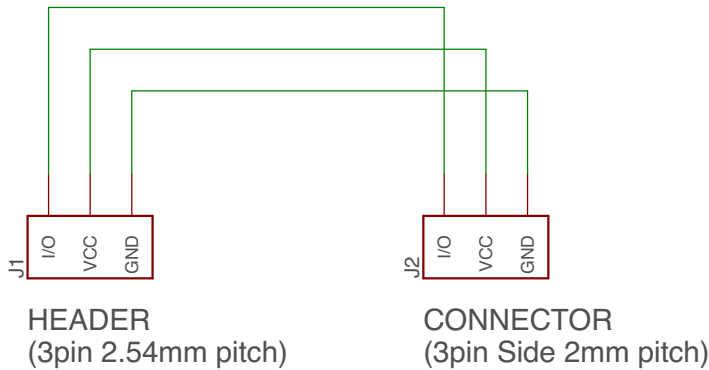 J1
I/O
VCC
GND
HEADER
(3pin 2.54mm pitch)
J2
I/O
VCC
GND
CONNECTOR
(3pin Side 2mm pitch)